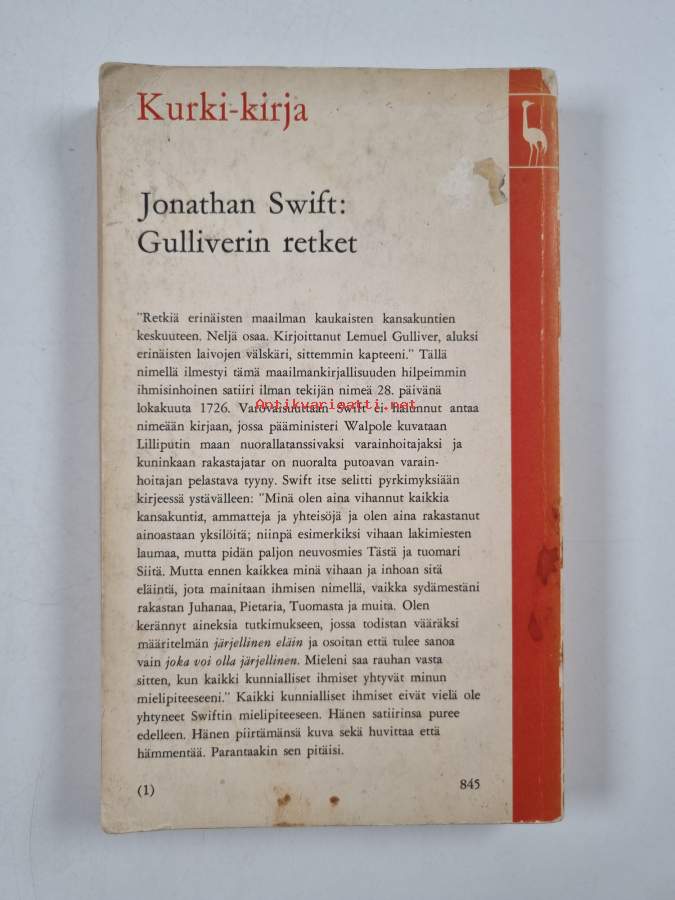 Kurki-kirja
Jonathan Swift:
Gulliverin retket
"Retkiä erinäisten maailman kaukaisten kansakuntien
keskuuteen. Neljä osaa. Kirjoittanut Lemuel Gulliver, aluksi
erinäisten laivojen välskäri, sittemmin kapteeni." Tällä
nimellä ilmestyi tämä maailmankirjallisuuden hilpeimmin
ihmisinhoinen satiiri ilman tekijän nimeä 28. päivänä
lokakuuta 1726. Varovaisuuttaan Swift ei halunnut antaa
Antikvariaatti.net
nimeään kirjaan, jossa pääministeri Walpole kuvataan
Lilliputin maan nuorallatanssivaksi varainhoitajaksi ja
kuninkaan rakastajatar on nuoralta putoavan varain-
hoitajan pelastava tyyny. Swift itse selitti pyrkimyksiään
kirjeessä ystävälleen: "Minä olen aina vihannut kaikkia
kansakuntia, ammatteja ja yhteisöjä ja olen aina rakastanut
ainoastaan yksilöitä; niinpä esimerkiksi vihaan lakimiesten
laumaa, mutta pidän paljon neuvosmies Tästä ja tuomari
Siitä. Mutta ennen kaikkea minä vihaan ja inhoan sitä
eläintä, jota mainitaan ihmisen nimellä, vaikka sydämestäni
rakastan Juhanaa, Pietaria, Tuomasta ja muita. Olen
kerännyt aineksia tutkimukseen, jossa todistan vääräksi
määritelmän järjellinen eläin ja osoitan että tulee sanoa
vain joka voi olla järjellinen. Mieleni saa rauhan vasta
sitten, kun kaikki kunnialliset ihmiset yhtyvät minun
mielipiteeseeni." Kaikki kunnialliset ihmiset eivät vielä ole
yhtyneet Swiftin mielipiteeseen. Hänen satiirinsa puree
edelleen. Hänen piirtämänsä kuva sekä huvittaa että
hämmentää. Parantaakin sen pitäisi.
(1) 845